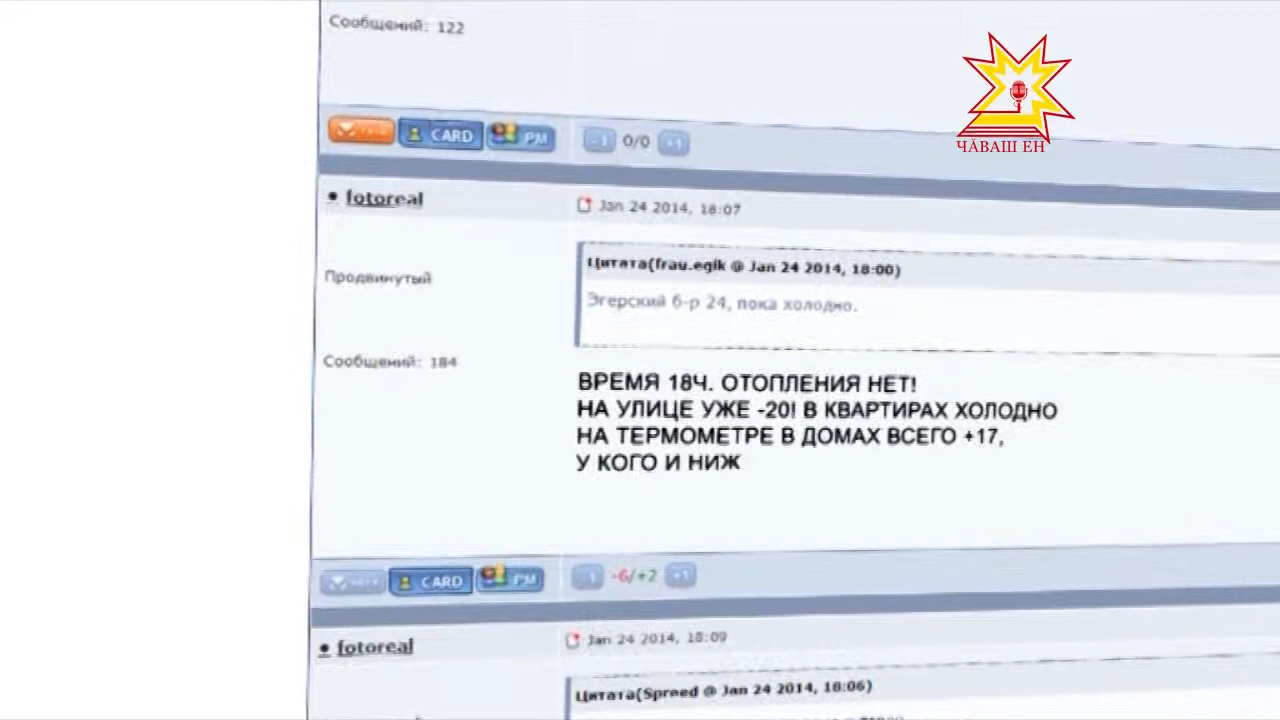 Сообщений: 122
CARD
PM
0/0
ЧӐВАШ ЕН
• fotoreal
Jan 24 2014, 18:07
Цитата(frau.egik @ Jan 24 2014, 18:00)
Эгерский б-р 24, пока холодно.
Продвинутый
Сообщений: 184
ВРЕМЯ 18Ч. ОТОПЛЕНИЯ НЕТ!
НА УЛИЦЕ УЖЕ -20! В КВАРТИРАХ ХОЛОДНО
НА ТЕРМОМЕТРЕ В ДОМАХ ВСЕГО +17,
У КОГО И НИЖ
CARD
PM
-6/+2
+1
• fotoreal
Jan 24 2014, 18:09
Цитата(Spreed @ Jan 24 2014, 18:06)